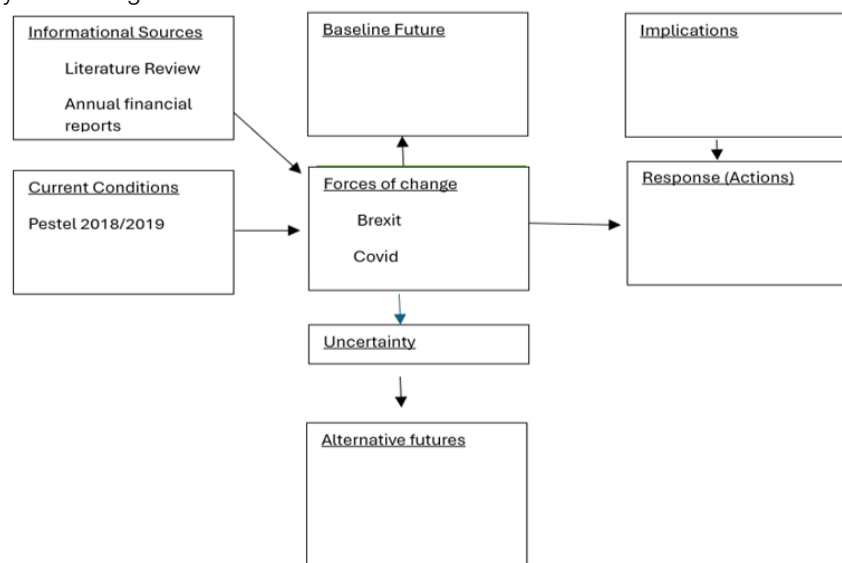 Informational Sources
Literature Review
Annual financial
reports
Current Conditions
Pestel 2018/2019
Baseline Future
Forces of change
Brexit
Covid
Uncertainty
Alternative futures
Implications
Response (Actions)